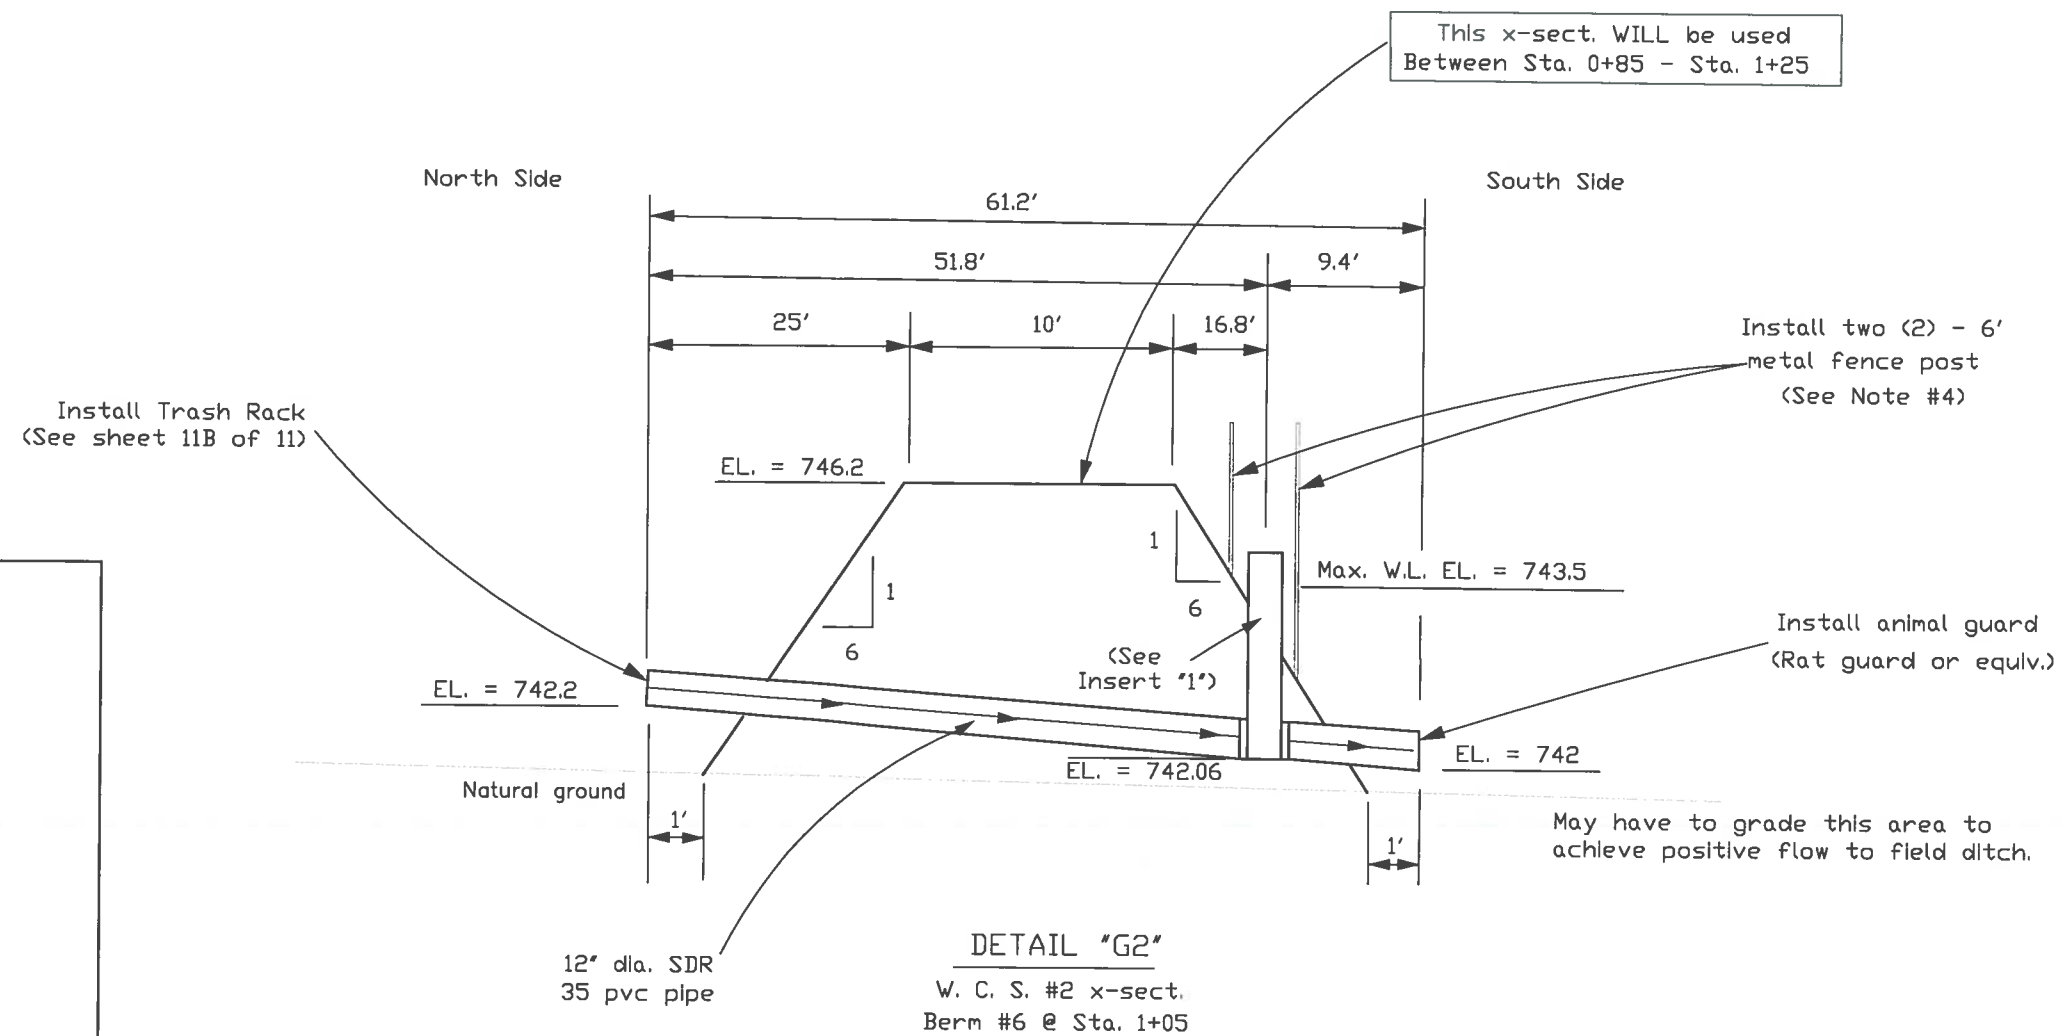 This x-sect. WILL be used
Between Sta. 0+85 - Sta. 1+25
North Side
South Side
61.2'
51.8'
9.4'
25'
10'
16.8'
Install two (2) - 6'
metal fence post
(See Note #4)
Install Trash Rack
(See sheet 11B of 11)
EL. = 746.2
1
6
1
6
Max. W.L. EL. = 743.5
(See
Insert "1")
Install animal guard
(Rat guard or equiv.)
EL. = 742.2
EL. = 742.06
EL. = 742
Natural ground
1'
1'
May have to grade this area to
achieve positive flow to field ditch.
12" dia. SDR
35 pvc pipe
DETAIL "G2"
W. C. S. #2 x-sect.
Berm #6 @ Sta. 1+05